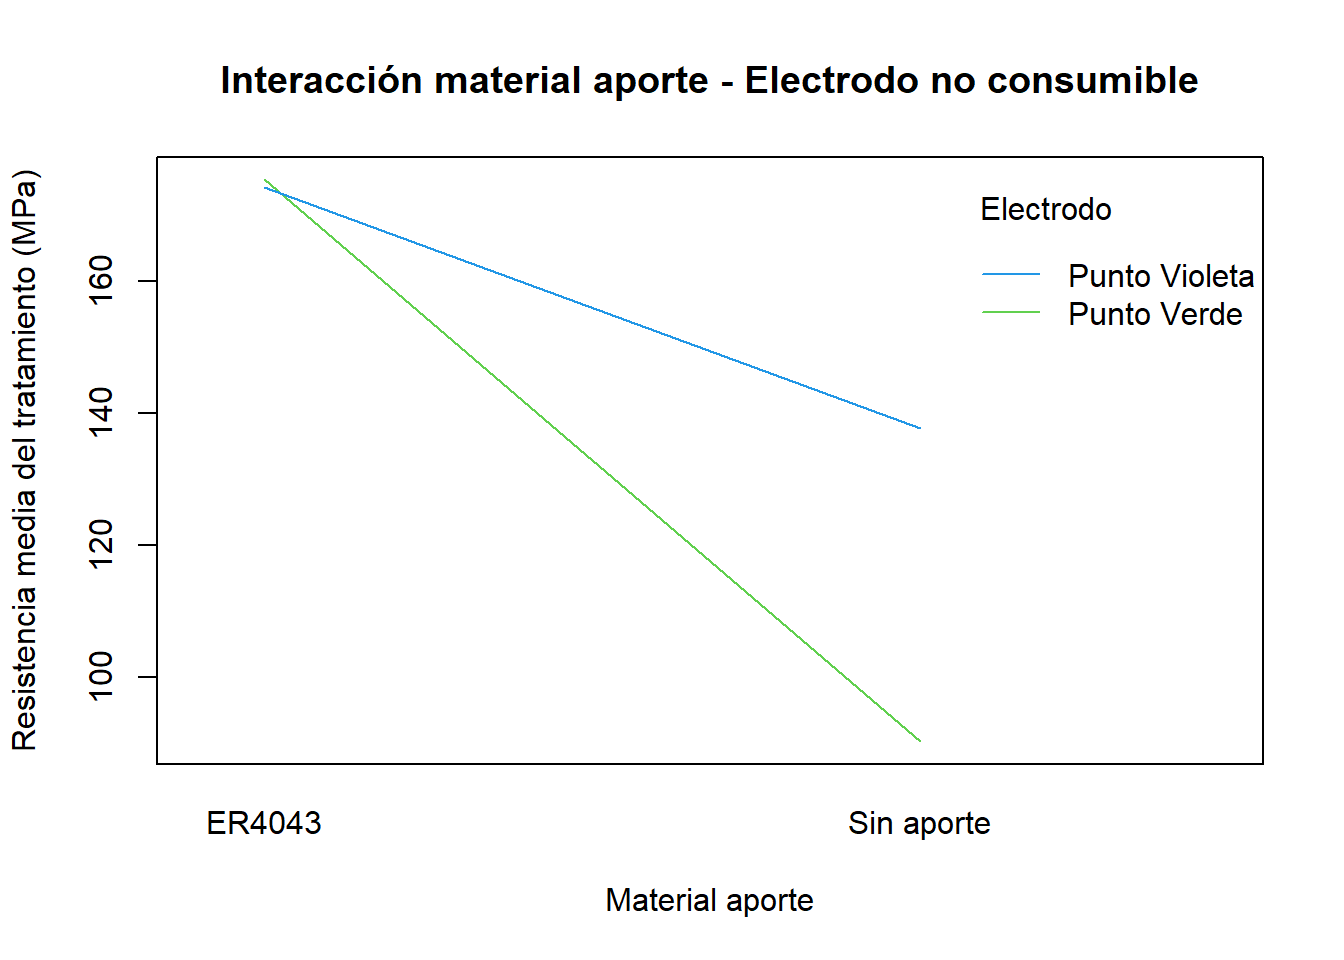 Interacción material aporte - Electrodo no consumible
Resistencia media del tratamiento (MPa)
160
140
120
100
Electrodo
Punto Violeta
Punto Verde
ER4043
Sin aporte
Material aporte